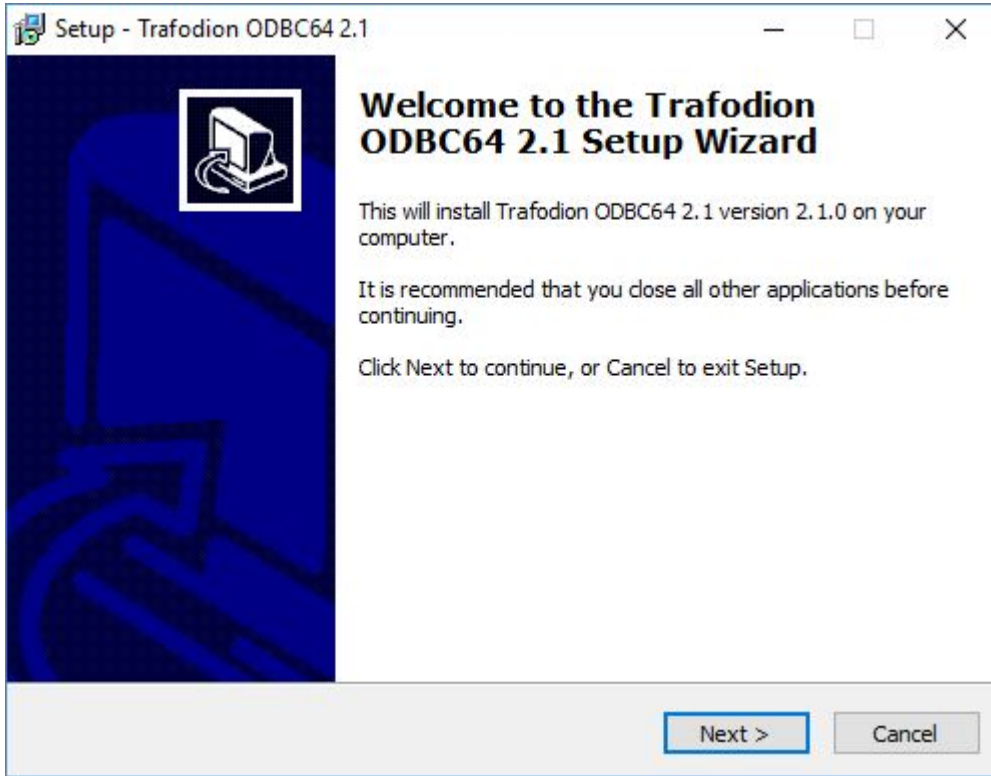 Setup - Trafodion ODBC64 2.1
Welcome to the Trafodion
ODBC64 2.1 Setup Wizard
This will install Trafodion ODBC64 2.1 version 2.1.0 on your
computer.
It is recommended that you close all other applications before
continuing.
Click Next to continue, or Cancel to exit Setup.
Next >
Cancel